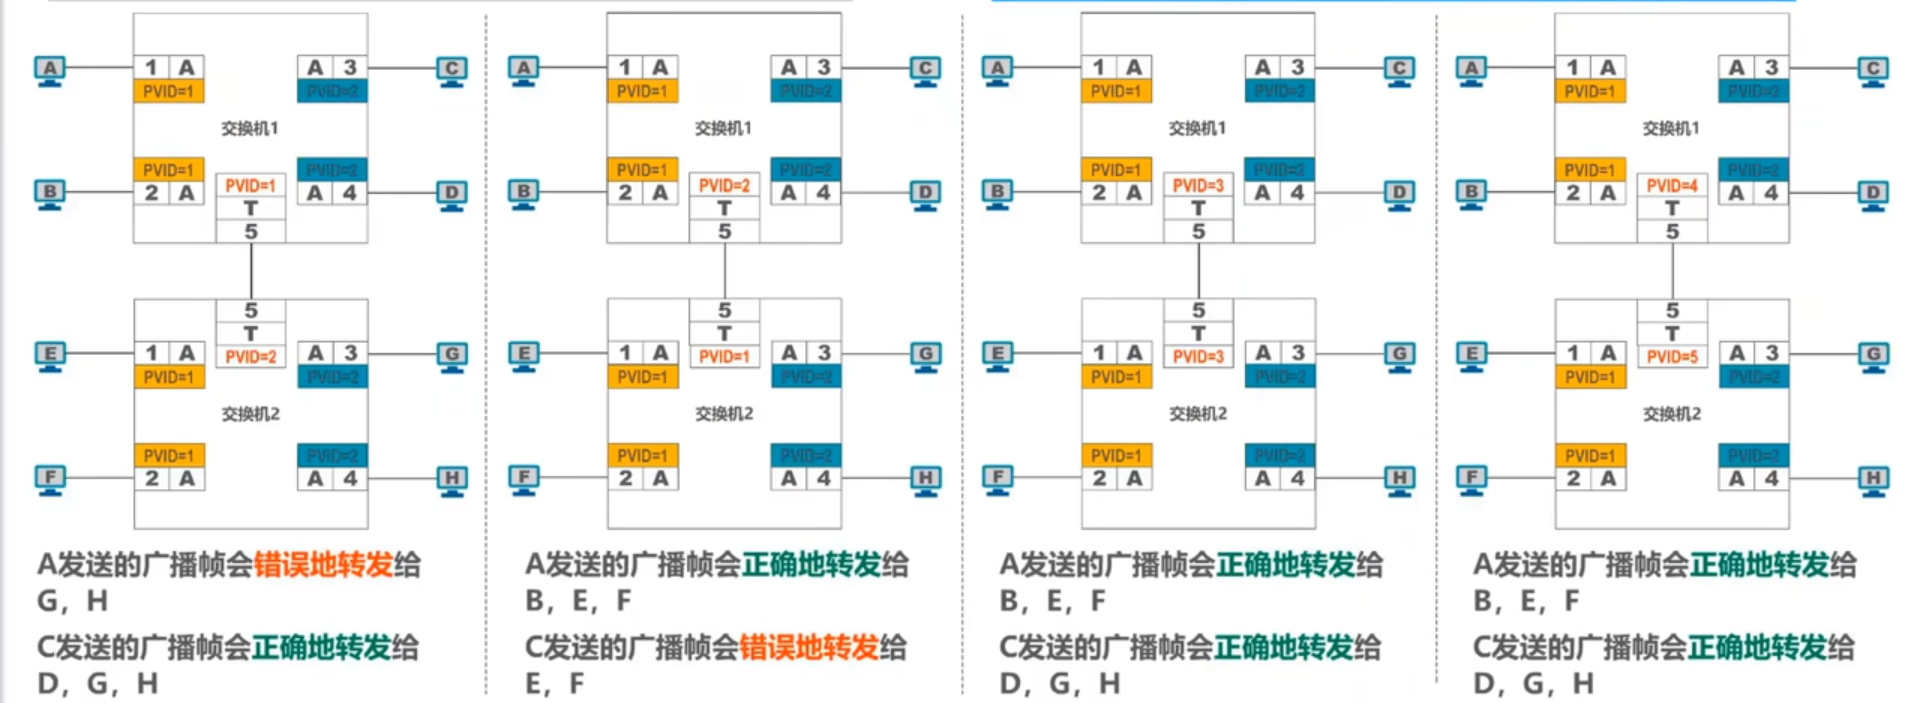 A
1 A
PVID=1
A 3
PVID=2
C
交换机1
B
PVID=1
2 A
PVID=1
T
5
PVID=2
A 4
D
5
T
PVID=2
E
1 A
PVID=1
A 3
PVID=2
G
交换机2
F
PVID=1
2 A
PVID=2
A 4
H
A发送的广播帧会错误地转发给
G，H
C发送的广播帧会正确地转发给
D，G，H
A
1 A
PVID=1
A 3
PVID=2
C
交换机1
B
PVID=1
2 A
PVID=2
T
5
PVID=2
A 4
D
5
T
PVID=1
E
1 A
PVID=1
A 3
PVID=2
G
交换机2
F
PVID=1
2 A
PVID=2
A 4
H
A发送的广播帧会正确地转发给
B，E，F
C发送的广播帧会错误地转发给
E，F
A
1 A
PVID=1
A 3
PVID=2
C
交换机1
B
PVID=1
2 A
PVID=3
T
5
PVID=2
A 4
D
5
T
PVID=3
E
1 A
PVID=1
A 3
PVID=2
G
交换机2
F
PVID=1
2 A
PVID=2
A 4
H
A发送的广播帧会正确地转发给
B，E，F
C发送的广播帧会正确地转发给
D，G，H
A
1 A
PVID=1
A 3
PVID=2
C
交换机1
B
PVID=1
2 A
PVID=4
T
5
PVID=2
A 4
D
5
T
PVID=5
E
1 A
PVID=1
A 3
PVID=2
G
交换机2
F
PVID=1
2 A
PVID=2
A 4
H
A发送的广播帧会正确地转发给
B，E，F
C发送的广播帧会正确地转发给
D，G，H